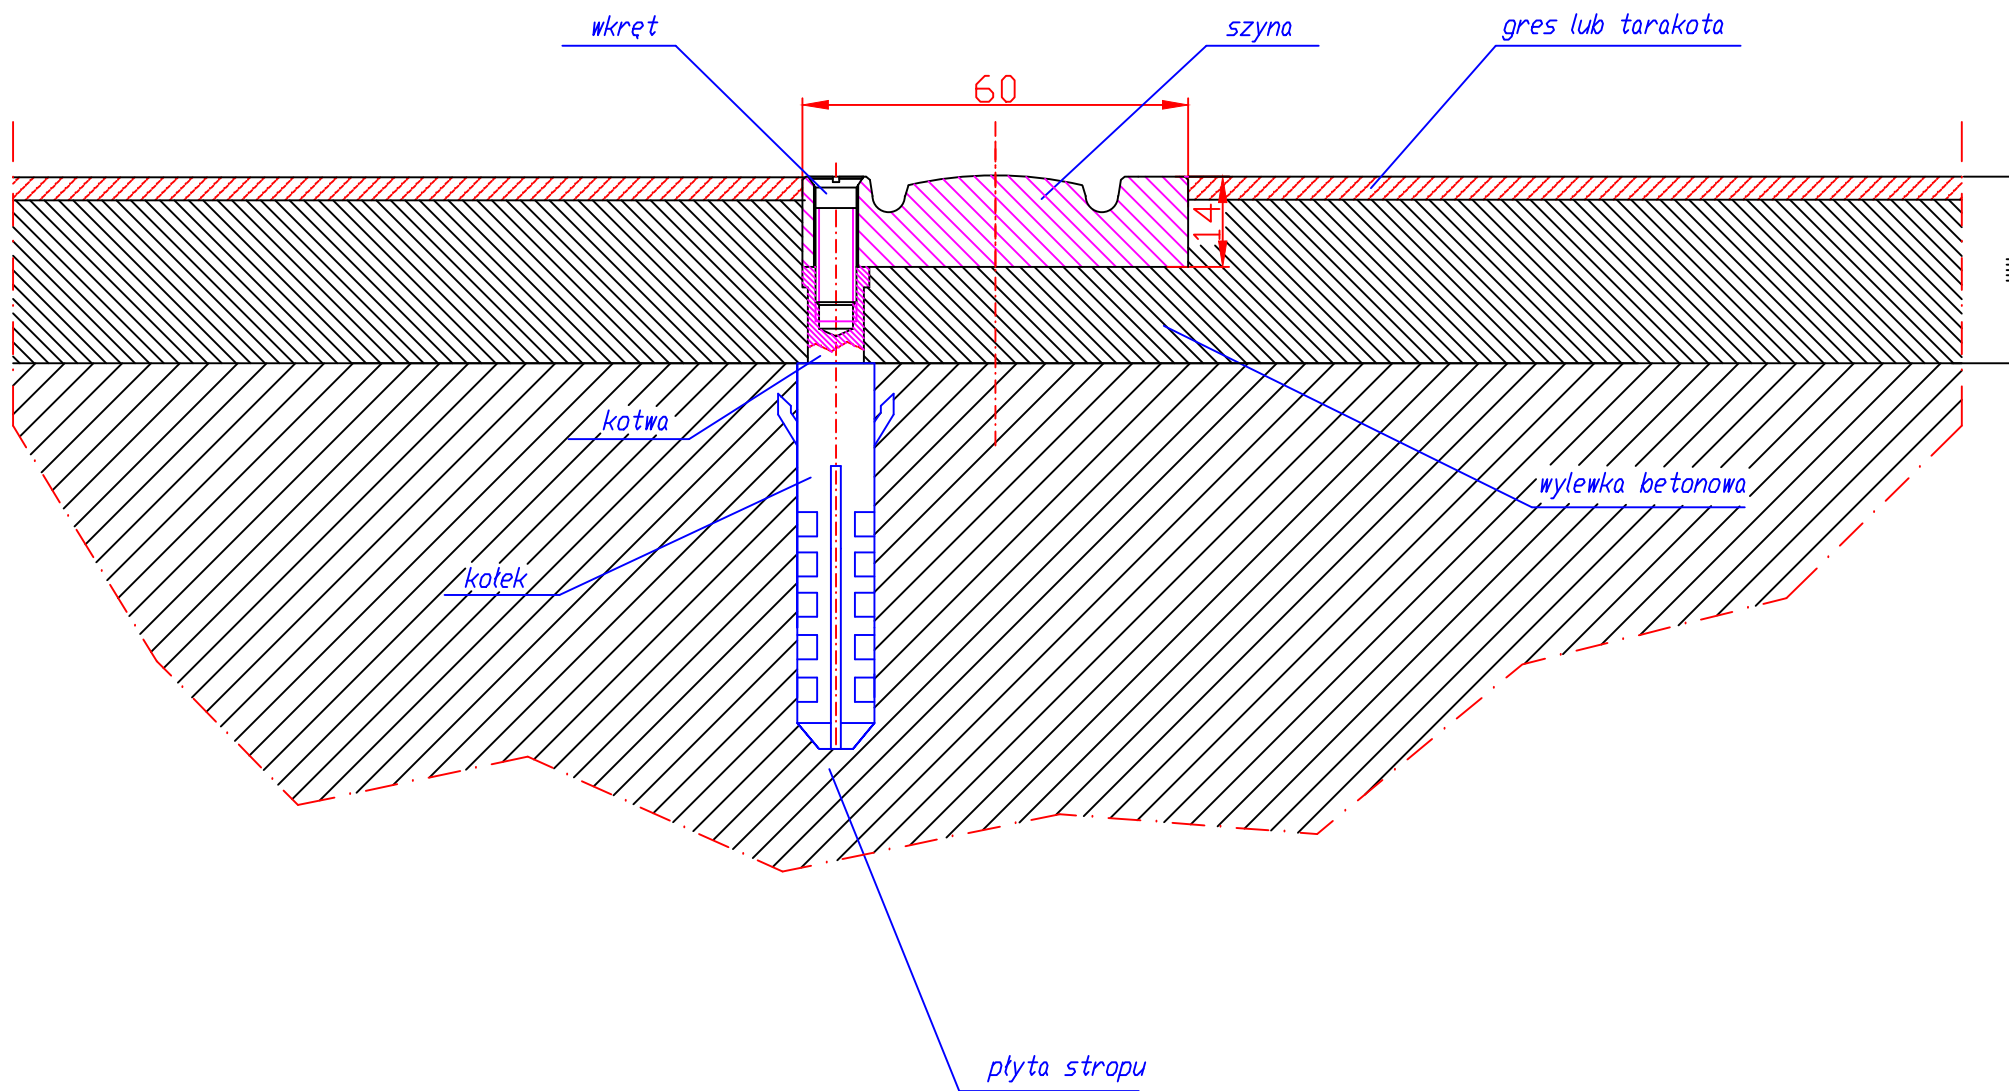 wkręt
szyna
gres lub tarakota
60
14
kotwa
wylewka betonowa
kołek
płyta stropu